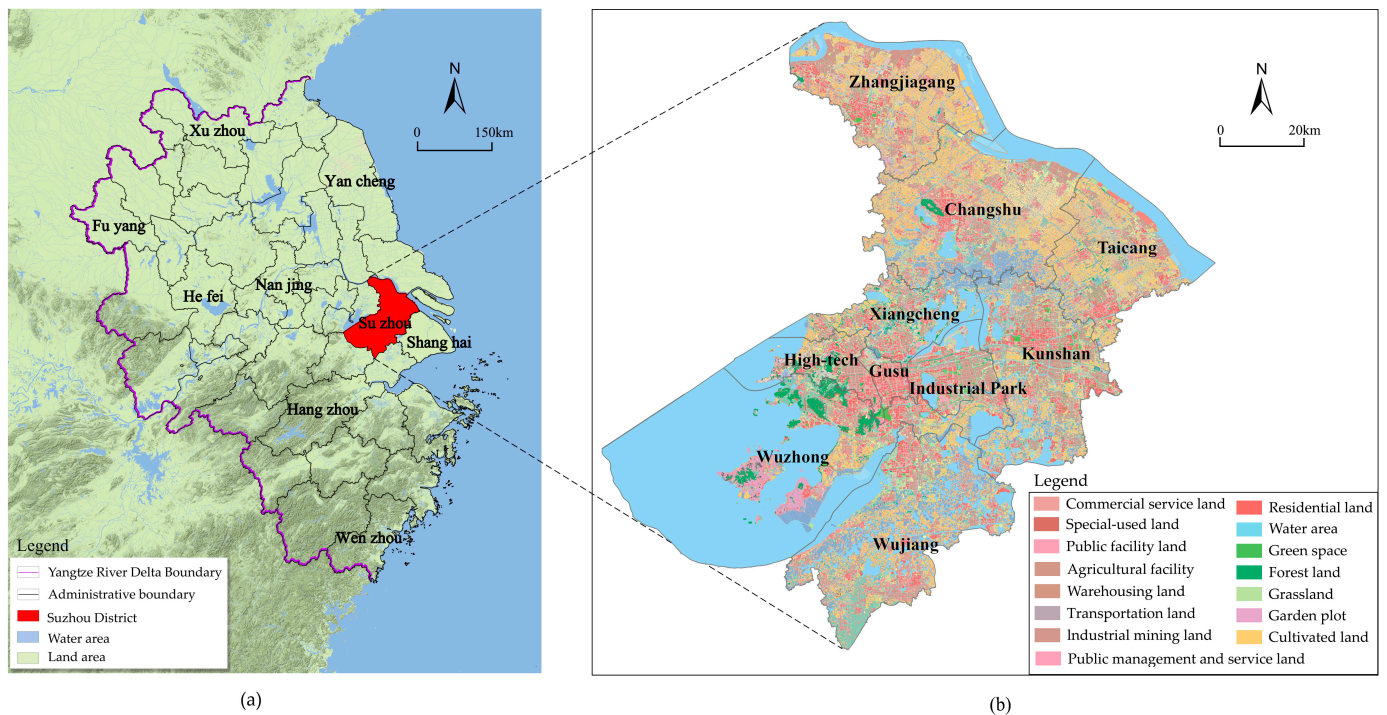 N
0 150km
Xu zhou
Yan cheng
Fu yang
Nan jing
He fei
Su zhou
Shang hai
Hang zhou
Wen zhou
Legend
Yangtze River Delta Boundary
Administrative boundary
Suzhou District
Water area
Land area
(a)
N
0 20km
Zhangjiagang
Changshu
Taicang
Xiangcheng
Kunshan
High-tech
Gusu
Industrial Park
Wuzhong
Wujiang
Legend
Commercial service land
Special-used land
Public facility land
Agricultural facility
Warehousing land
Transportation land
Industrial mining land
Public management and service land
Residential land
Water area
Green space
Forest land
Grassland
Garden plot
Cultivated land
(b)